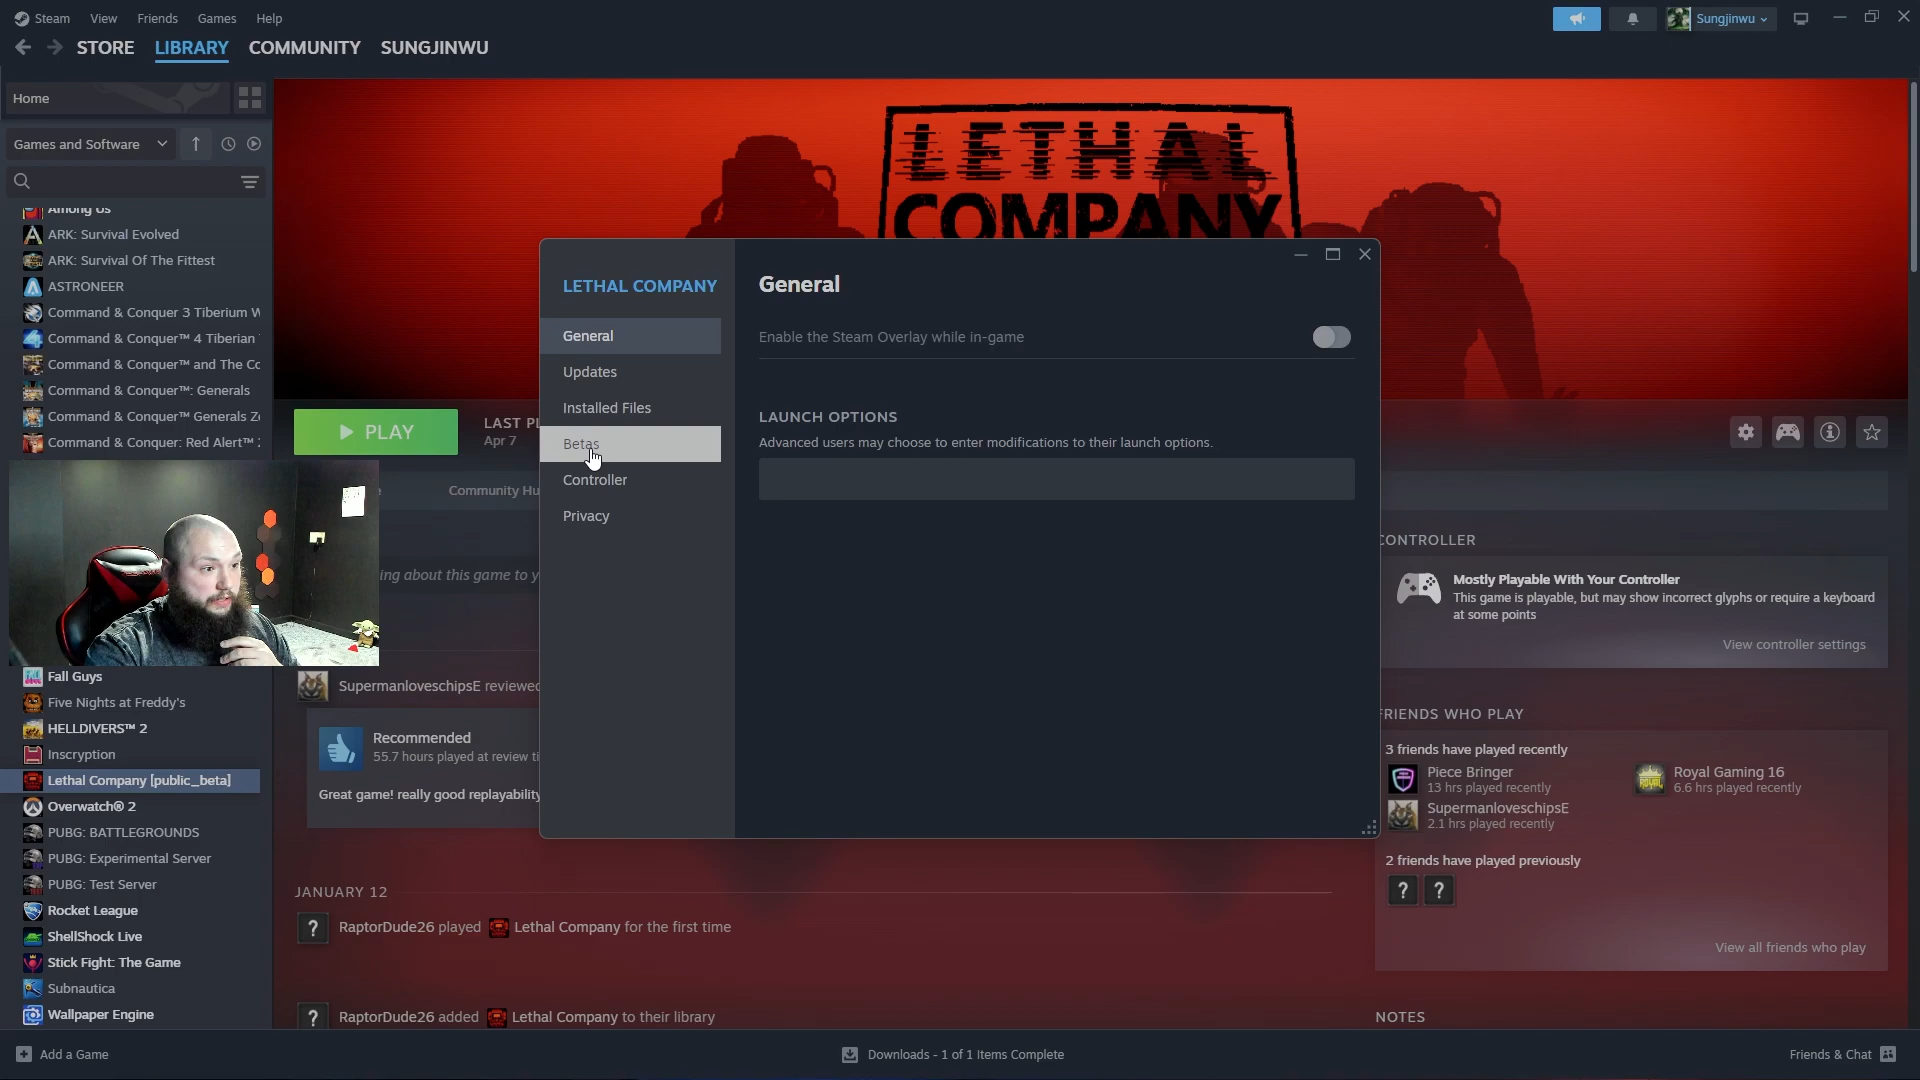 Steam View Friends Games Help
Sungjinwu
STORE LIBRARY COMMUNITY SUNGJINWU
Home
Games and Software
Among Us
ARK: Survival Evolved
ARK: Survival Of The Fittest
ASTRONEER
Command & Conquer 3 Tiberium W
Command & Conquer™ 4 Tiberian
Command & Conquer™ and The Co
Command & Conquer™: Generals
Command & Conquer™ Generals Ze
Command & Conquer: Red Alert™ 2
Fall Guys
Five Nights at Freddy's
HELLDIVERS™ 2
Inscryption
Lethal Company [public_beta]
Overwatch® 2
PUBG: BATTLEGROUNDS
PUBG: Experimental Server
PUBG: Test Server
Rocket League
ShellShock Live
Stick Fight: The Game
Subnautica
Wallpaper Engine
LETHAL
COMPANY
PLAY
LAST PL
Apr 7
Community Hu
ing about this game to y
SupermanloveschipsE reviewed
Recommended
55.7 hours played at review ti
Great game! really good replayability
JANUARY 12
RaptorDude26 played Lethal Company for the first time
RaptorDude26 added Lethal Company to their library
LETHAL COMPANY
General
Updates
Installed Files
Betas
Controller
Privacy
General
Enable the Steam Overlay while in-game
LAUNCH OPTIONS
Advanced users may choose to enter modifications to their launch options.
CONTROLLER
Mostly Playable With Your Controller
This game is playable, but may show incorrect glyphs or require a keyboard
at some points
View controller settings
FRIENDS WHO PLAY
3 friends have played recently
Piece Bringer
13 hrs played recently
Royal Gaming 16
6.6 hrs played recently
SupermanloveschipsE
2.1 hrs played recently
2 friends have played previously
? ?
View all friends who play
NOTES
Add a Game
Downloads - 1 of 1 Items Complete
Friends & Chat